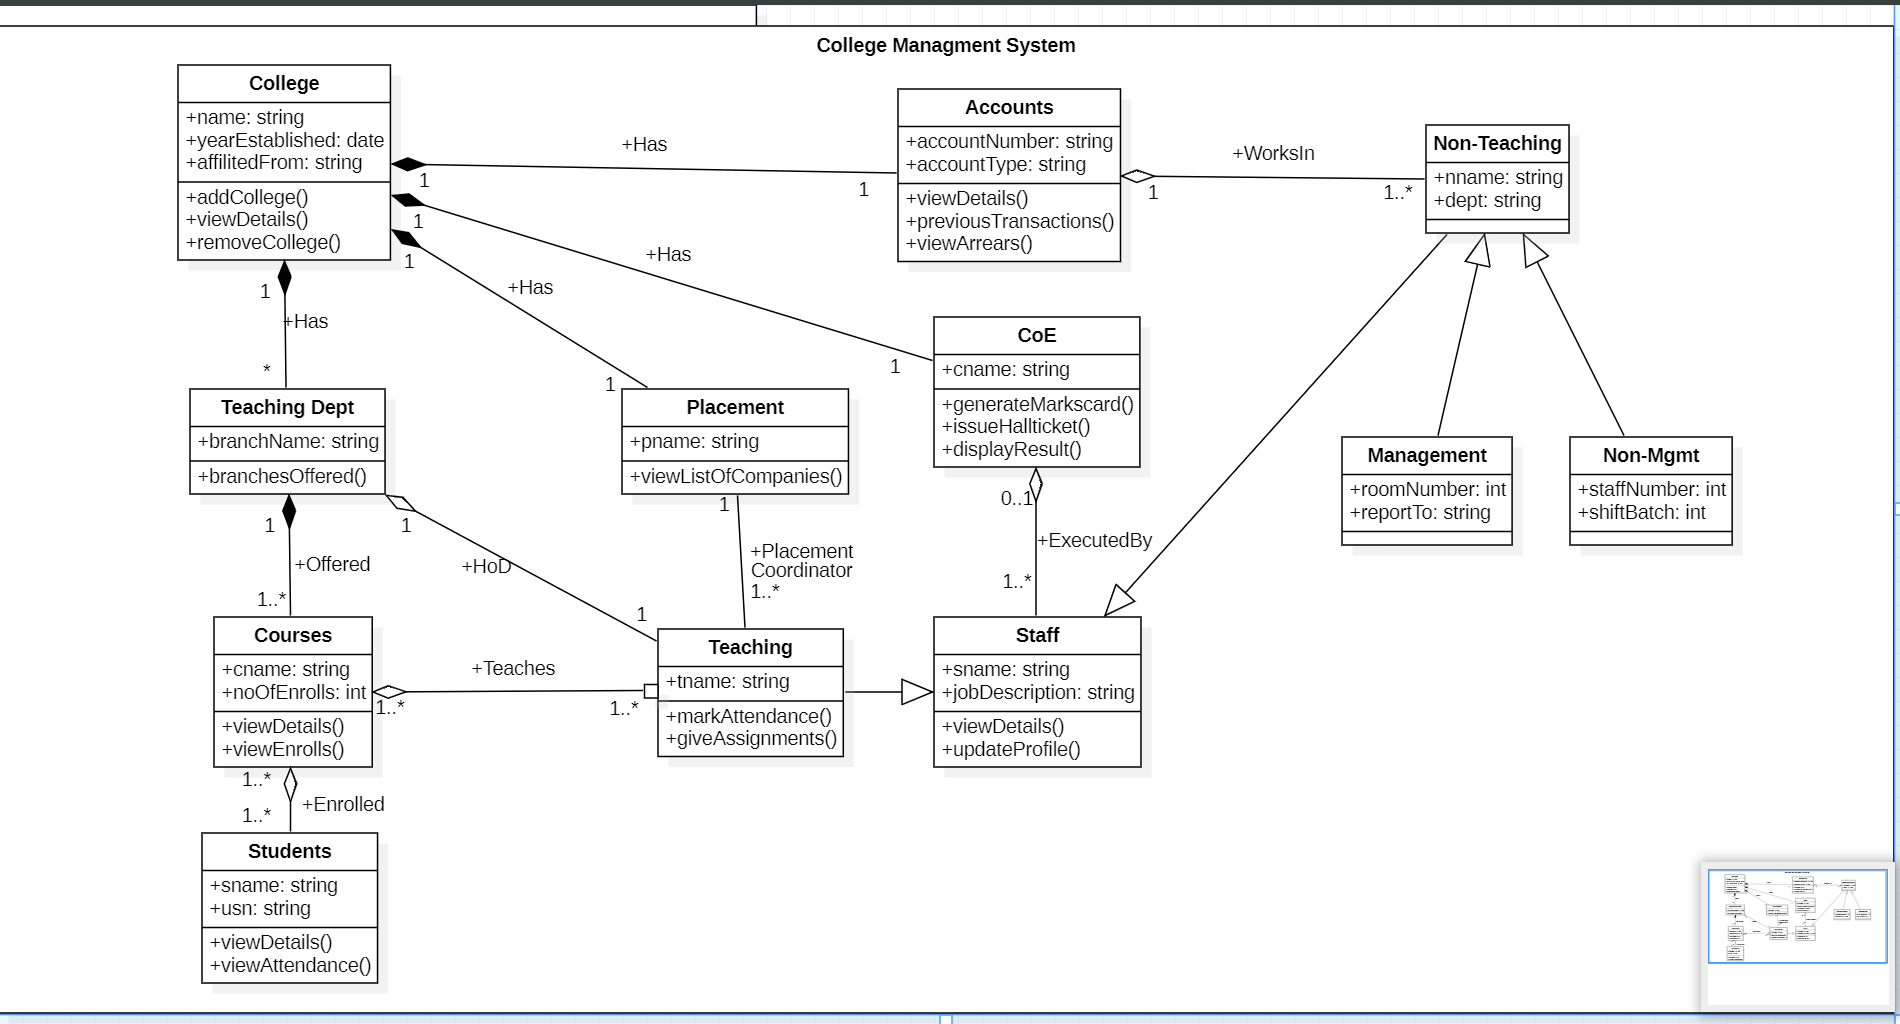 College Managment System
College
+name: string
+yearEstablished: date
+affilitedFrom: string
+addCollege()
+viewDetails()
+removeCollege()
+Has
1
1
Accounts
+accountNumber: string
+accountType: string
+viewDetails()
+previousTransactions()
+viewArrears()
+WorksIn
1
1..*
Non-Teaching
+nname: string
+dept: string
1
+Has
1
1
+Has
1
1
+Has
*
CoE
+cname: string
+generateMarkscard()
+issueHallticket()
+displayResult()
Teaching Dept
+branchName: string
+branchesOffered()
Placement
+pname: string
+viewListOfCompanies()
Management
+roomNumber: int
+reportTo: string
Non-Mgmt
+staffNumber: int
+shiftBatch: int
1
+Offered
1..*
1
+HoD
1
1
+Placement
Coordinator
1..*
0..1
+ExecutedBy
1..*
Courses
+cname: string
+noOfEnrolls: int
+viewDetails()
+viewEnrolls()
+Teaches
1..*
1..*
Teaching
+tname: string
+markAttendance()
+giveAssignments()
Staff
+sname: string
+jobDescription: string
+viewDetails()
+updateProfile()
1..*
+Enrolled
1..*
Students
+sname: string
+usn: string
+viewDetails()
+viewAttendance()